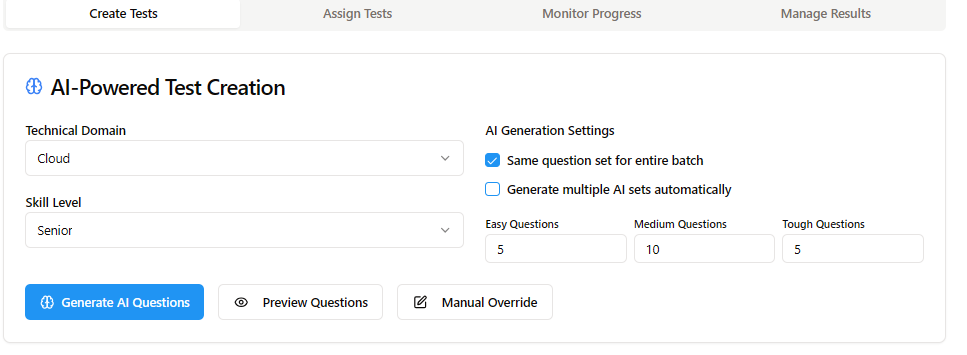 Create Tests
Assign Tests
Monitor Progress
Manage Results
AI-Powered Test Creation
Technical Domain
Cloud
Skill Level
Senior
AI Generation Settings
Same question set for entire batch
Generate multiple AI sets automatically
Easy Questions
Medium Questions
Tough Questions
5
10
5
Generate AI Questions
Preview Questions
Manual Override